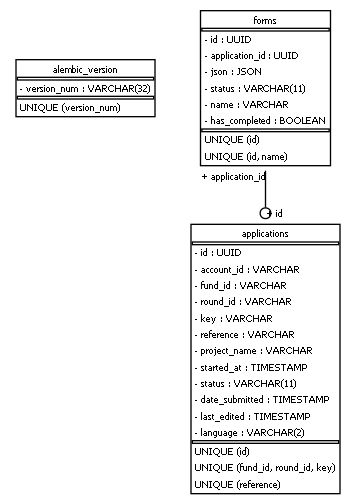 forms
- id : UUID
- application_id : UUID
- json : JSON
- status : VARCHAR(11)
- name : VARCHAR
- has_completed : BOOLEAN
UNIQUE (id)
UNIQUE (id, name)
alembic_version
- version_num : VARCHAR(32)
UNIQUE (version_num)
+ application_id
+ id
applications
- id : UUID
- account_id : VARCHAR
- fund_id : VARCHAR
- round_id : VARCHAR
- key : VARCHAR
- reference : VARCHAR
- project_name : VARCHAR
- started_at : TIMESTAMP
- status : VARCHAR(11)
- date_submitted : TIMESTAMP
- last_edited : TIMESTAMP
- language : VARCHAR(2)
UNIQUE (id)
UNIQUE (fund_id, round_id, key)
UNIQUE (reference)